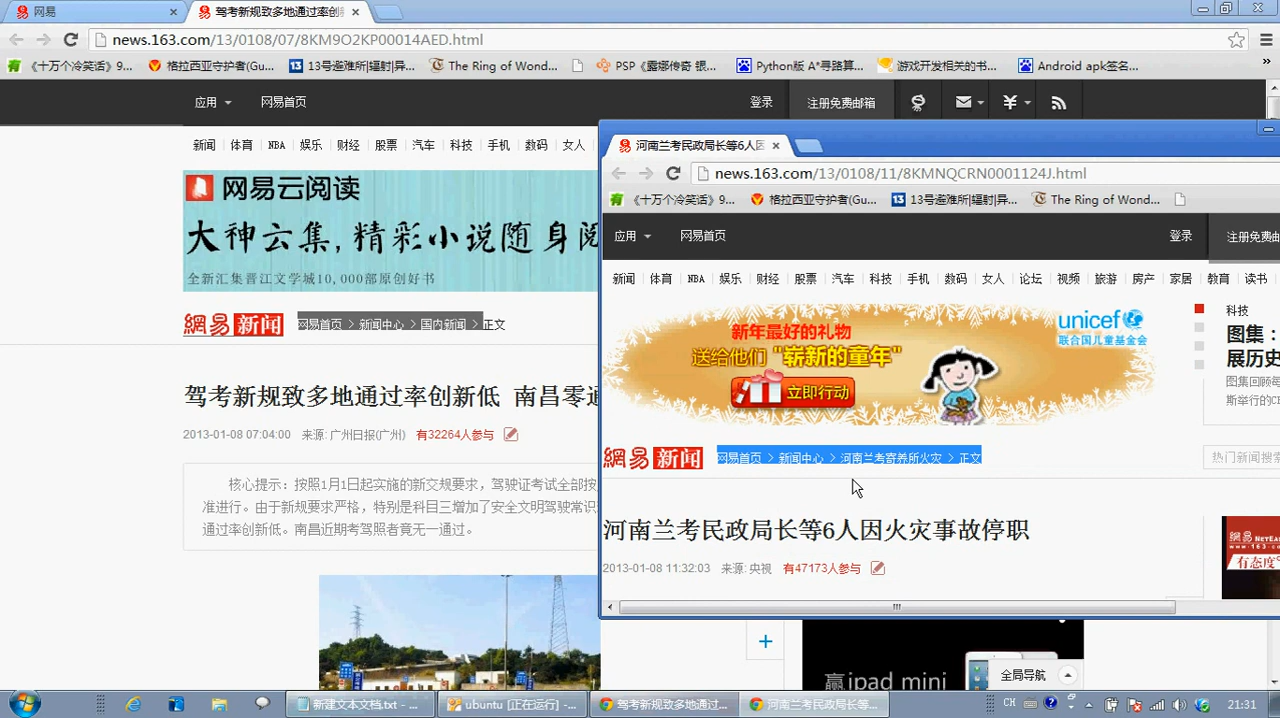 网易
驾考新规致多地通过率创新
news.163.com/13/0108/07/8KM9O2KP00014AED.html
《十万个冷笑话》9... 格拉西亚守护者(Gu... 13号避难所|辐射|异... The Ring of Wond... PSP《露娜传奇 银... Python版 A*寻路算... 游戏开发相关的书... Android apk签名... »
应用 网易首页 登录 注册免费邮箱
新闻 体育 NBA 娱乐 财经 股票 汽车 科技 手机 数码 女人
网易云阅读
大神云集,精彩小说随身阅
全新汇集晋江文学城10,000部原创好书
網易 新闻 网易首页 > 新闻中心 > 国内新闻 > 正文
驾考新规致多地通过率创新低 南昌零通
2013-01-08 07:04:00 来源: 广州日报(广州) 有32264人参与
核心提示：按照1月1日起实施的新交规要求，驾驶证考试全部按
准进行。由于新规要求严格，特别是科目三增加了安全文明驾驶常识
通过率创新低。南昌近期考驾照者竟无一通过。
河南兰考民政局长等6人因
news.163.com/13/0108/11/8KMNQCRN0001124J.html
《十万个冷笑话》9... 格拉西亚守护者(Gu... 13号避难所|辐射|异... The Ring of Wond...
应用 网易首页 登录 注册免费邮
新闻 体育 NBA 娱乐 财经 股票 汽车 科技 手机 数码 女人 论坛 视频 旅游 房产 家居 教育 读书
新年最好的礼物
送给他们 "崭新的童年"
立即行动
unicef
联合国儿童基金会
科技
图集：
展历史
图集回顾每
斯举行的CE
網易 新闻 网易首页 > 新闻中心 > 河南兰考寄养所火灾 > 正文
热门新闻搜索
河南兰考民政局长等6人因火灾事故停职
2013-01-08 11:32:03 来源: 央视 有47173人参与
網易 NETEA
www.163.c
有态度
+
赢ipad mini
全局导航
新建文本文档.txt - ... ubuntu [正在运行] -... 驾考新规致多地通过... 河南兰考民政局长等... CH 21:31